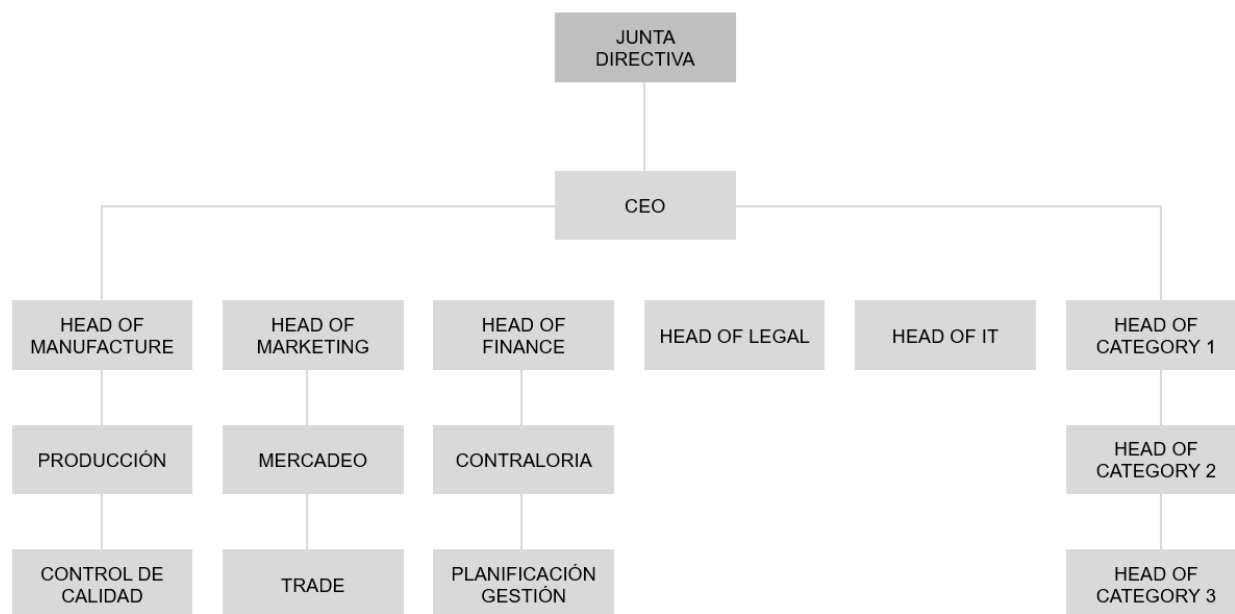 JUNTA
DIRECTIVA
CEO
HEAD OF
MANUFACTURE
HEAD OF
MARKETING
HEAD OF
FINANCE
HEAD OF LEGAL
HEAD OF IT
HEAD OF
CATEGORY 1
PRODUCCIÓN
MERCADEO
CONTRALORIA
HEAD OF
CATEGORY 2
CONTROL DE
CALIDAD
TRADE
PLANIFICACIÓN
GESTIÓN
HEAD OF
CATEGORY 3